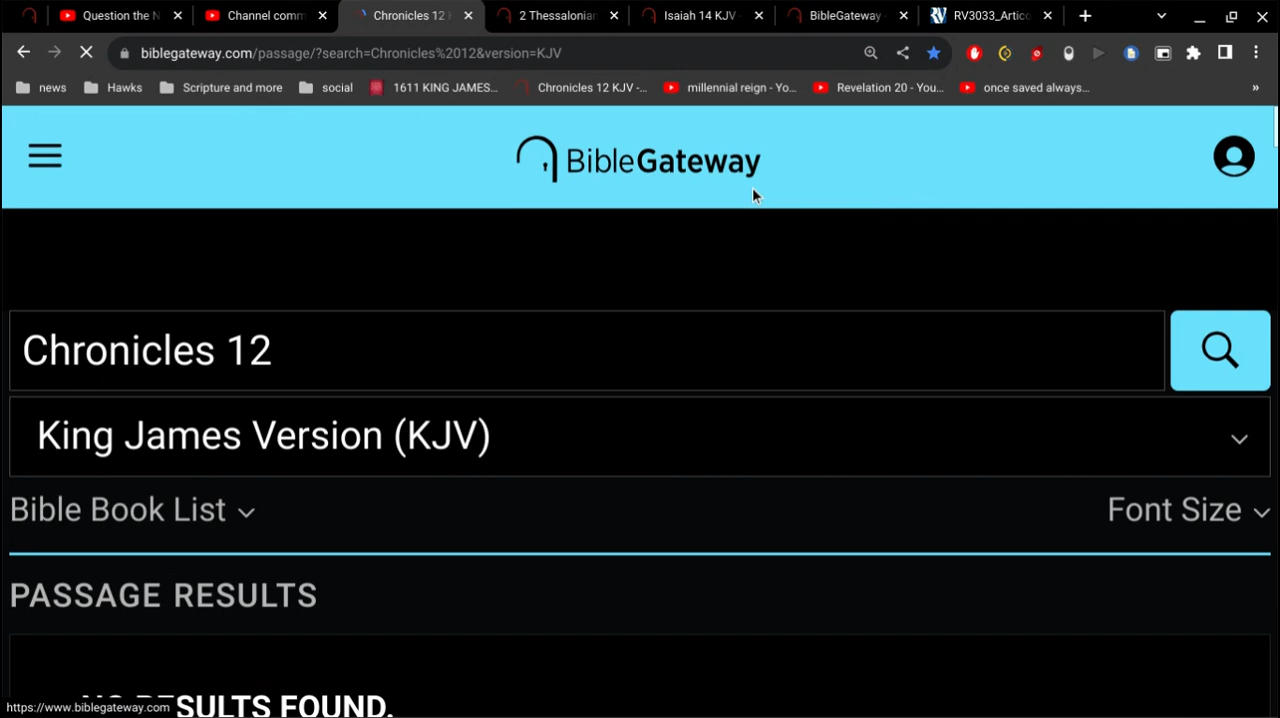 Question the N
Channel comm
Chronicles 12
2 Thessalonian
Isaiah 14 KJV
BibleGateway
RV3033_Artico
biblegateway.com/passage/?search=Chronicles%2012&version=KJV
news
Hawks
Scripture and more
social
1611 KING JAMES...
Chronicles 12 KJV -...
millennial reign - Yo...
Revelation 20 - You...
once saved always...
»
BibleGateway
Chronicles 12
King James Version (KJV)
Bible Book List
Font Size
PASSAGE RESULTS
NO RESULTS FOUND.
https://www.biblegateway.com